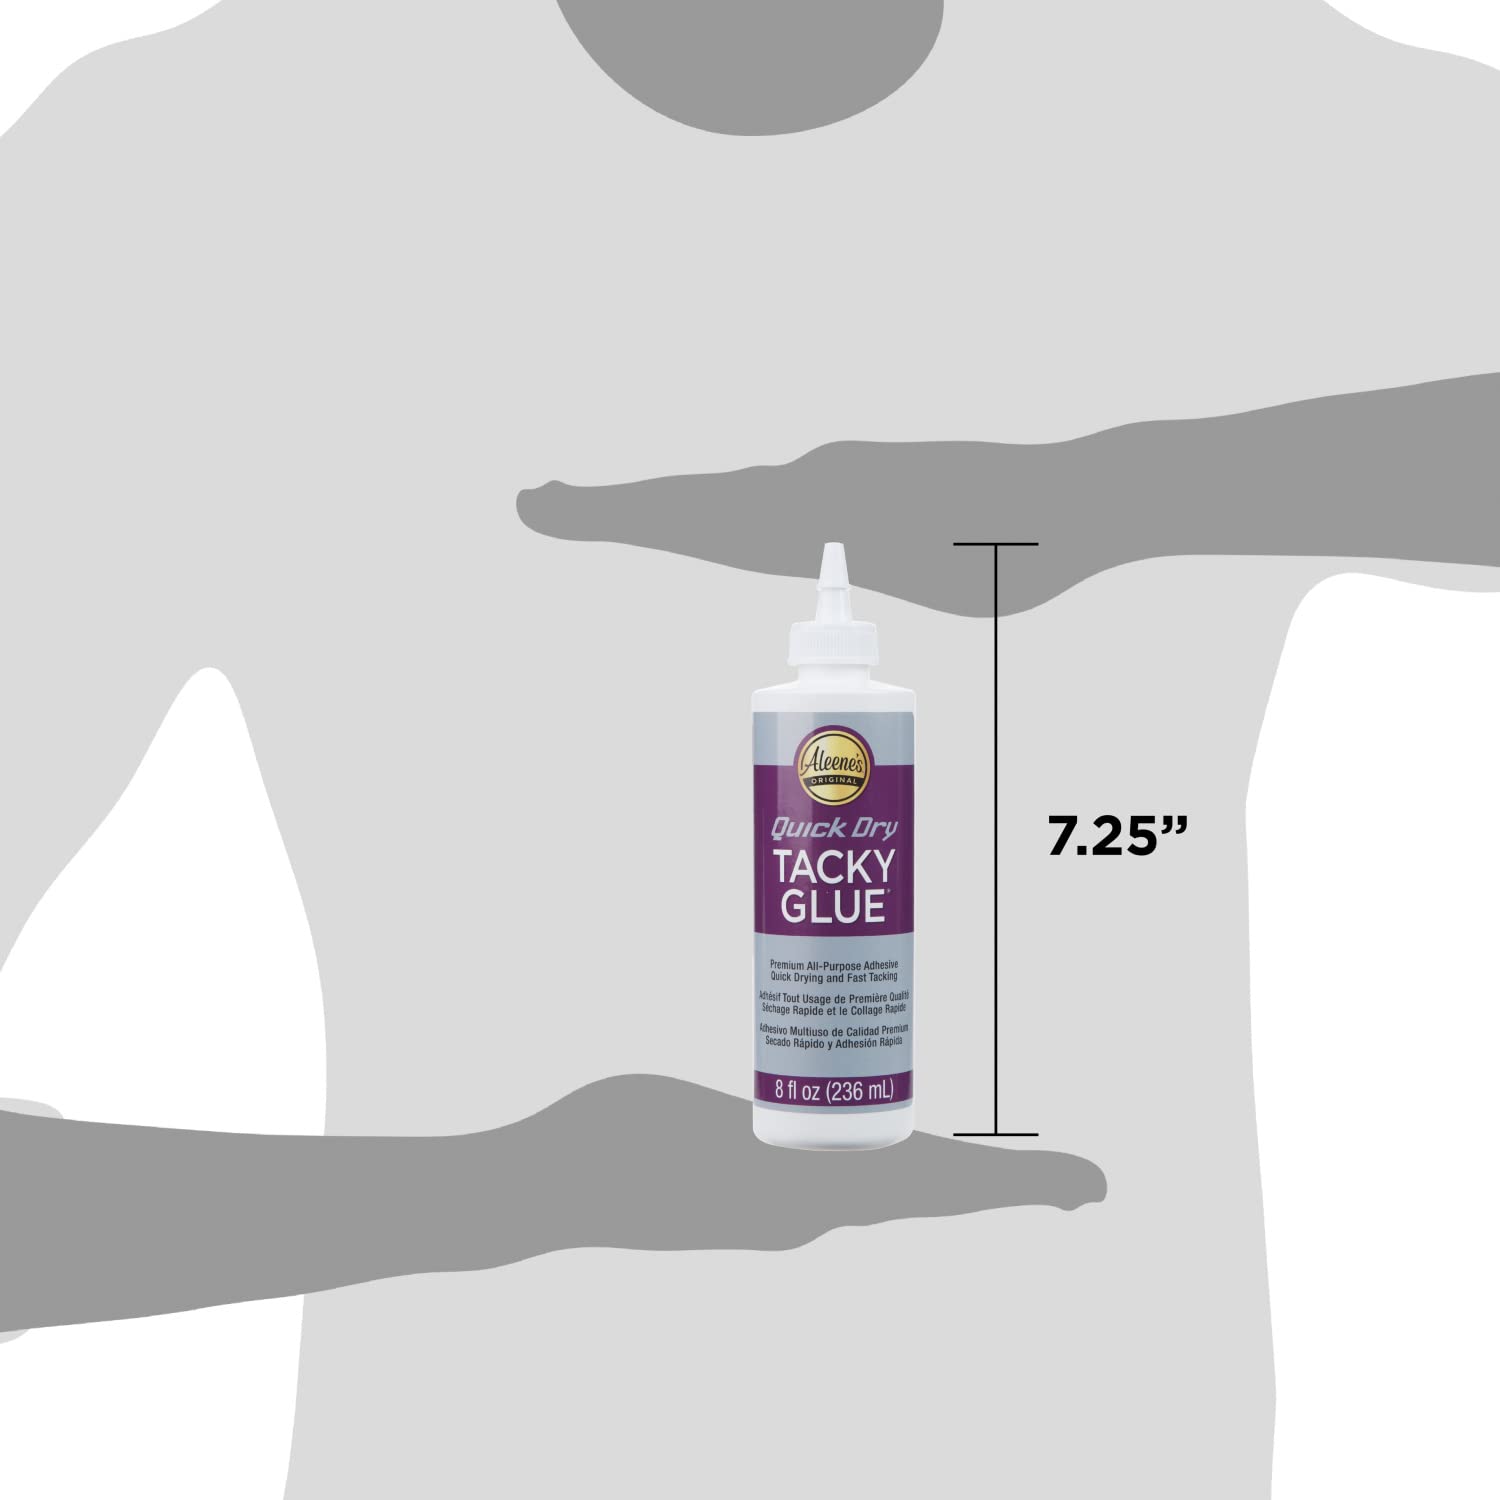 Aleene's
ORIGINAL
Quick Dry
TACKY
GLUE®
Premium All-Purpose Adhesive
Quick Drying and Fast Tacking
Adhésif Tout Usage de Première Qualité
Séchage Rapide et le Collage Rapide
Adhesivo Multiuso de Calidad Premium
Secado Rápido y Adhesión Rápida
8 fl oz (236 mL)
7.25”